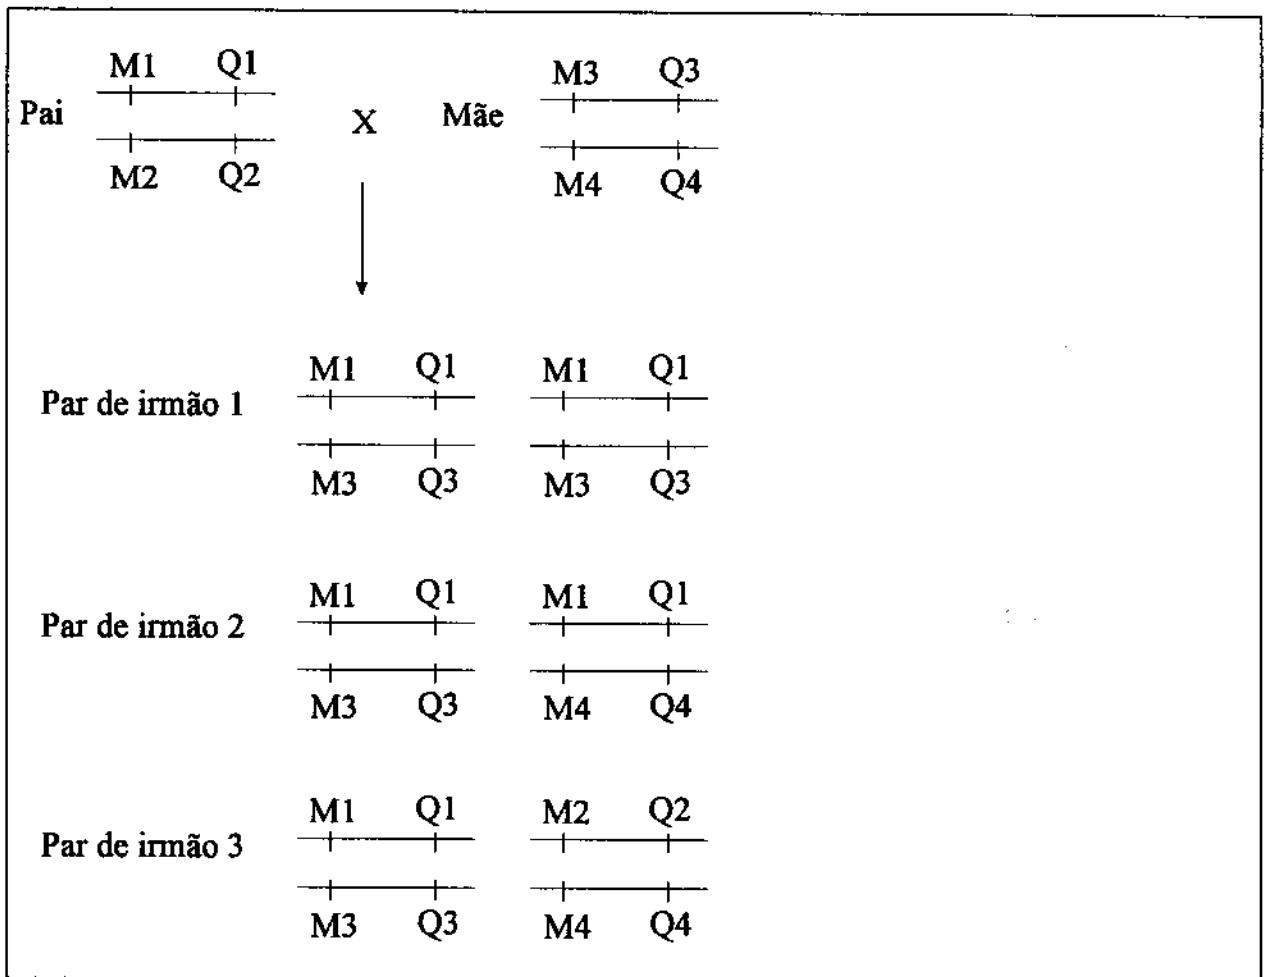 M1 Q1 M3 Q3
Pai X Mãe
M2 Q2 M4 Q4
M1 Q1 M1 Q1
Par de irmão 1
M3 Q3 M3 Q3
M1 Q1 M1 Q1
Par de irmão 2
M3 Q3 M4 Q4
M1 Q1 M2 Q2
Par de irmão 3
M3 Q3 M4 Q4